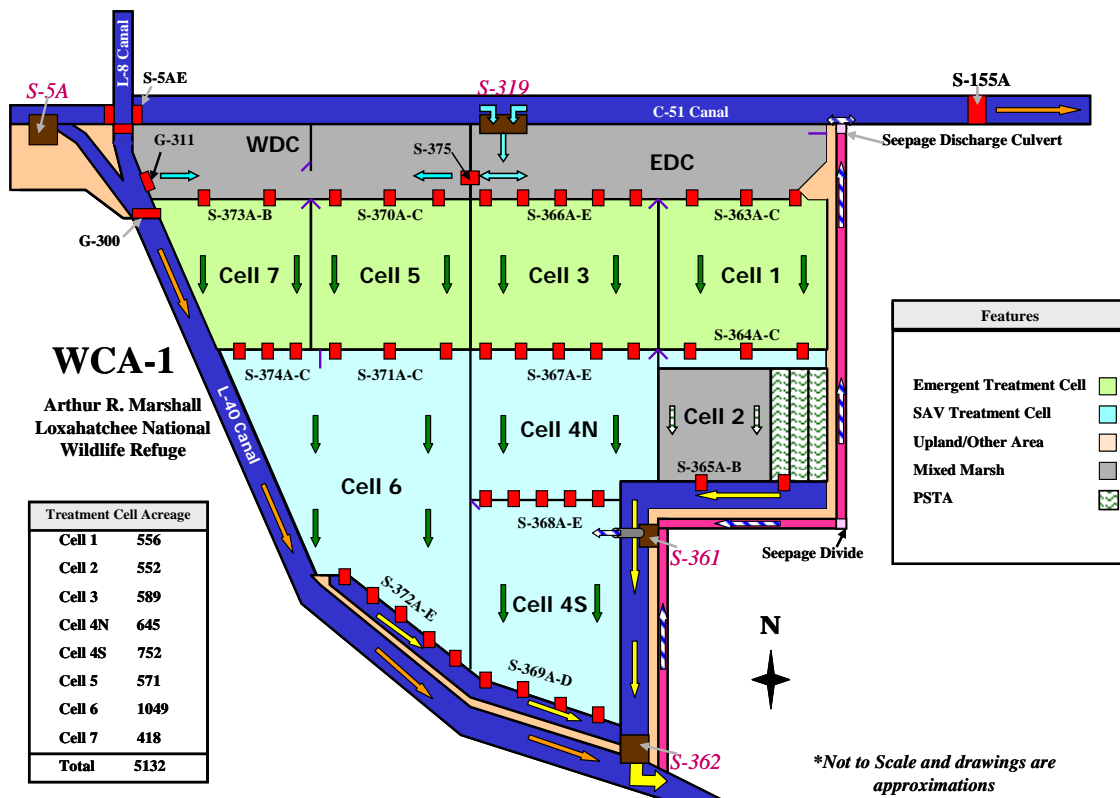 L-8 Canal
S-5AE
S-5A
S-319
S-155A
C-51 Canal
Seepage Discharge Culvert
G-311
WDC
S-375
EDC
S-373A-B
S-370A-C
S-366A-E
S-363A-C
G-300
Cell 7
Cell 5
Cell 3
Cell 1
S-364A-C
S-374A-C
S-371A-C
S-367A-E
WCA-1
Arthur R. Marshall
Loxahatchee National
Wildlife Refuge
L-40 Canal
Cell 2
Cell 4N
S-365A-B
Cell 6
S-368A-E
S-361
Seepage Divide
S-372A-E
Cell 4S
S-369A-D
S-362
N
Features
Emergent Treatment Cell
SAV Treatment Cell
Upland/Other Area
Mixed Marsh
PSTA
Treatment Cell Acreage
Cell 1 556
Cell 2 552
Cell 3 589
Cell 4N 645
Cell 4S 752
Cell 5 571
Cell 6 1049
Cell 7 418
Total 5132
*Not to Scale and drawings are
approximations